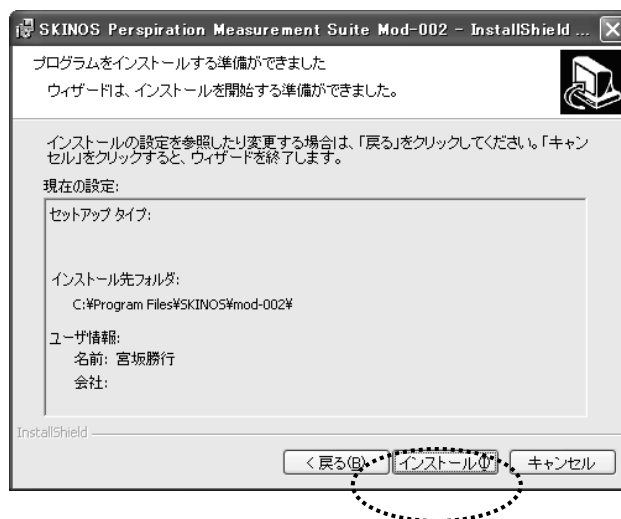 SKINOS Perspiration Measurement Suite Mod-002 - InstallShield ...
プログラムをインストールする準備ができました
ウィザードは、インストールを開始する準備ができました。
インストールの設定を参照したり変更する場合は、「戻る」をクリックしてください。「キャン
セル」をクリックすると、ウィザードを終了します。
現在の設定:
セットアップ タイプ:
インストール先フォルダ:
C:¥Program Files¥SKINOS¥mod-002¥
ユーザ情報:
名前: 宮坂勝行
会社:
InstallShield
< 戻る(B) インストール(I) キャンセル